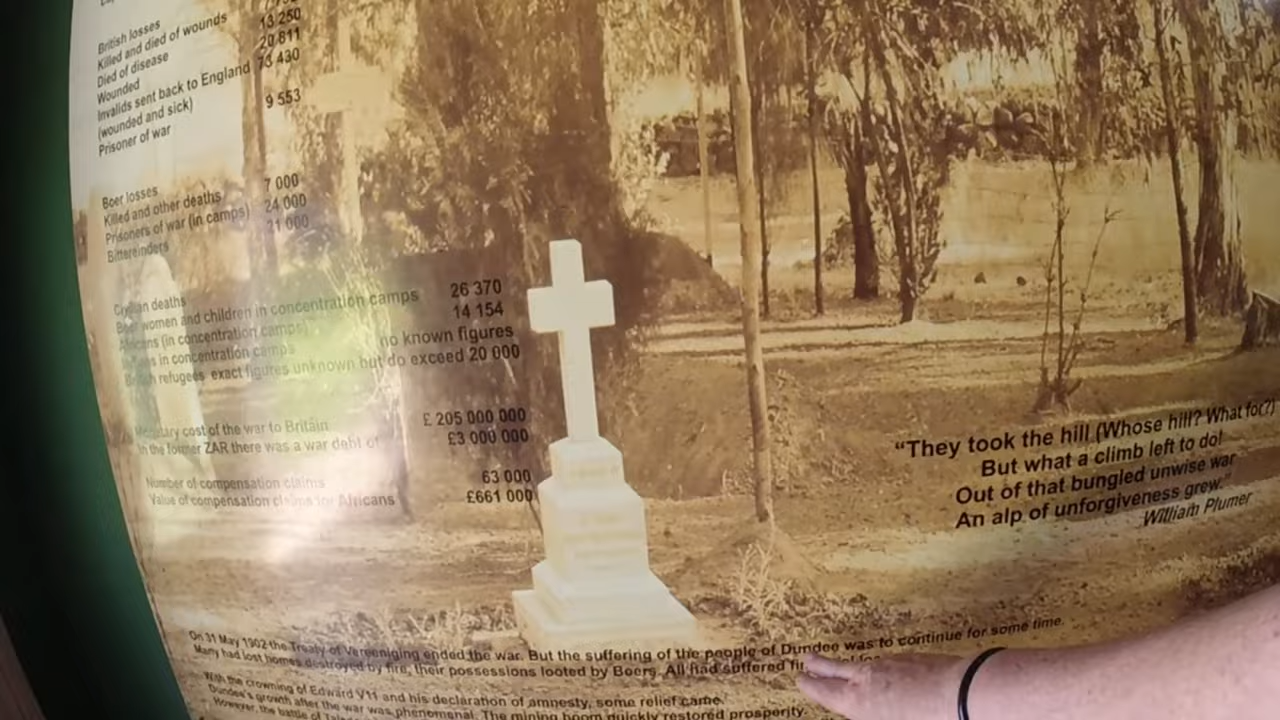 British losses
Killed and died of wounds
Died of disease 13 250
Wounded 20 811
Invalids sent back to England 73 430
(wounded and sick)
Prisoner of war 9 553
Boer losses
Killed and other deaths 7 000
Prisoners of war (in camps) 24 000
Bittereinders 21 000
Civilian deaths
Boer women and children in concentration camps 26 370
Africans (in concentration camps) 14 154
in concentration camps no known figures
British refugees exact figures unknown but do exceed 20 000
cost of the war to Britain £ 205 000 000
In the former ZAR there was a war debt of £3 000 000
Number of compensation claims 63 000
Value of compensation claims for Africans £661 000
“They took the hill (Whose hill? What for?)
But what a climb left to do!
Out of that bungled unwise war
An alp of unforgiveness grew.”
William Plumer
On 31 May 1902 the Treaty of Vereeniging ended the war. But the suffering of the people of Dundee was to continue for some time.
Many had lost homes destroyed by fire, their possessions looted by Boers. All had suffered
With the crowning of Edward V11 and his declaration of amnesty, some relief came.
Dundee's growth after the war was phenomenal. The mining boom quickly restored prosperity.
However, the battle of